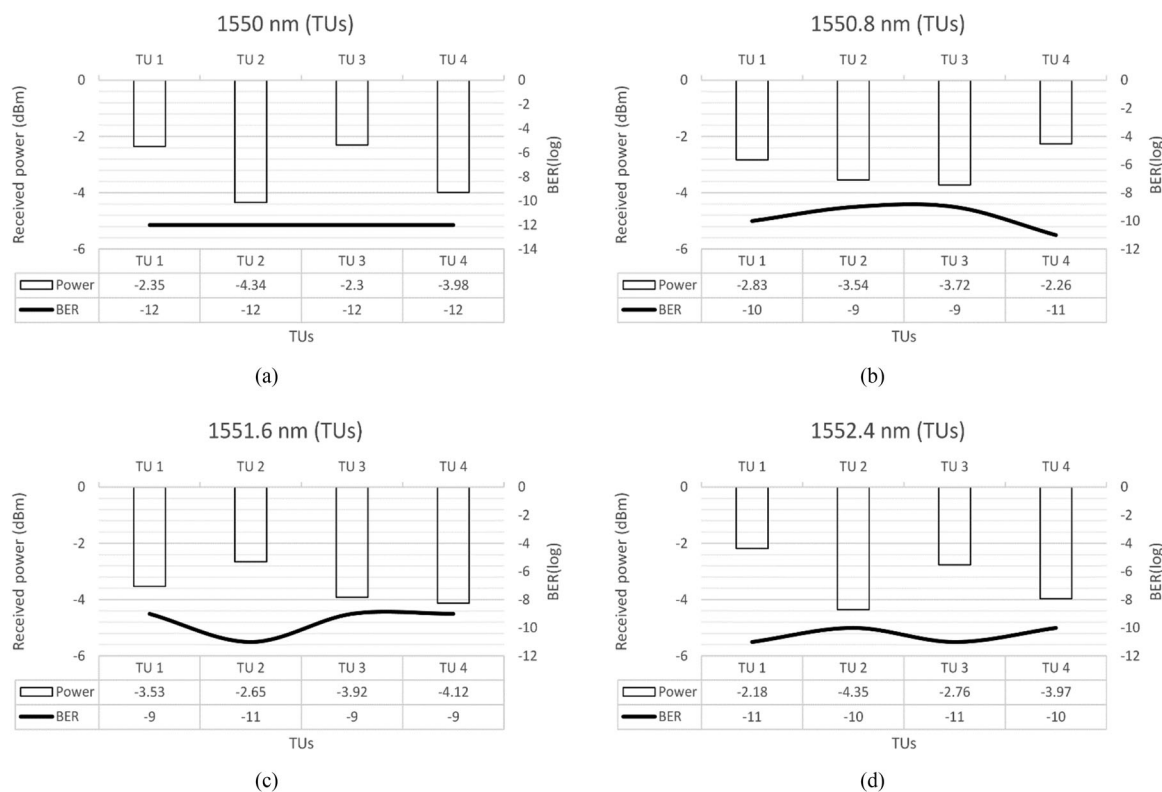 1550 nm (TUs)
TU 1 TU 2 TU 3 TU 4
Received power (dBm)
0
-2
-4
-6
0
-2
-4
-6
-8
-10
-12
-14
BER(log)
TU 1 TU 2 TU 3 TU 4
Power -2.35 -4.34 -2.3 -3.98
BER -12 -12 -12 -12
TUs
(a)
1550.8 nm (TUs)
TU 1 TU 2 TU 3 TU 4
Received power (dBm)
0
-2
-4
-6
0
-2
-4
-6
-8
-10
-12
BER(log)
TU 1 TU 2 TU 3 TU 4
Power -2.83 -3.54 -3.72 -2.26
BER -10 -9 -9 -11
TUs
(b)
1551.6 nm (TUs)
TU 1 TU 2 TU 3 TU 4
Received power (dBm)
0
-2
-4
-6
0
-2
-4
-6
-8
-10
-12
BER(log)
TU 1 TU 2 TU 3 TU 4
Power -3.53 -2.65 -3.92 -4.12
BER -9 -11 -9 -9
TUs
(c)
1552.4 nm (TUs)
TU 1 TU 2 TU 3 TU 4
Received power (dBm)
0
-2
-4
-6
0
-2
-4
-6
-8
-10
-12
BER(log)
TU 1 TU 2 TU 3 TU 4
Power -2.18 -4.35 -2.76 -3.97
BER -11 -10 -11 -10
TUs
(d)